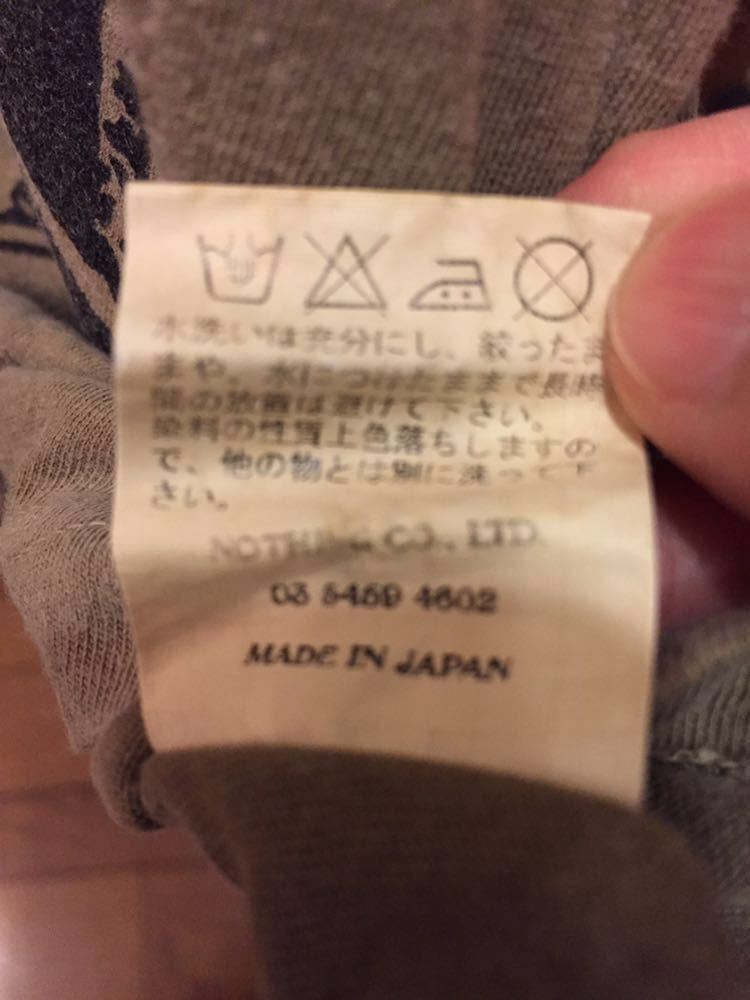 水洗いは充分にし、絞ったま
まや、水につけたままで長時
間の放置は避けて下さい。
染料の性質上色落ちしますの
で、他の物とは別に洗って下
さい。
CO., LTD.
03 5459 4602
MADE IN JAPAN